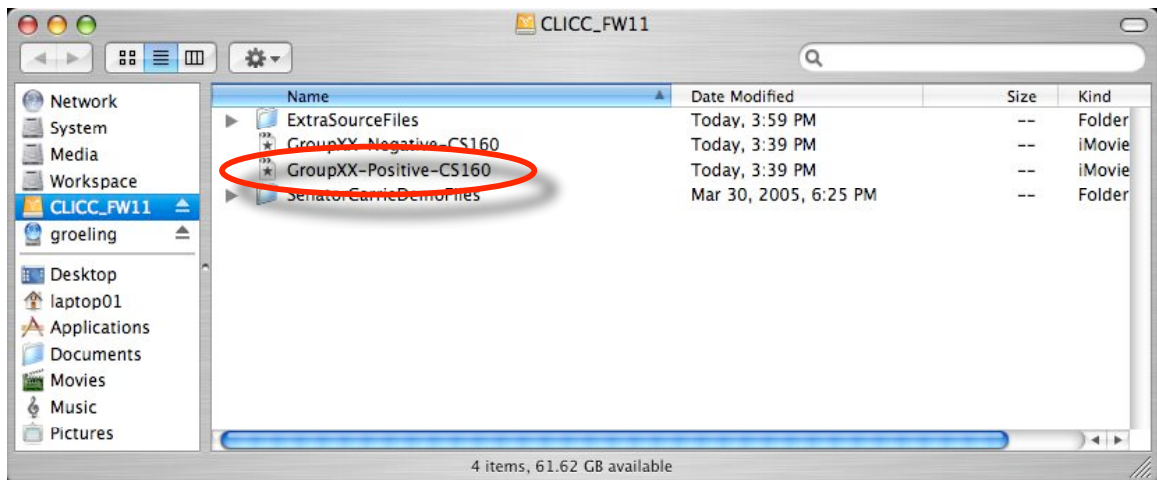 CLICC_FW11
Name Date Modified Size Kind
ExtraSourceFiles Today, 3:59 PM -- Folder
GroupXX-Negative-CS160 Today, 3:39 PM -- iMovie
GroupXX-Positive-CS160 Today, 3:39 PM -- iMovie
SenatorCarrieDemoFiles Mar 30, 2005, 6:25 PM -- Folder
Network
System
Media
Workspace
CLICC_FW11
groeling
Desktop
laptop01
Applications
Documents
Movies
Music
Pictures
4 items, 61.62 GB available